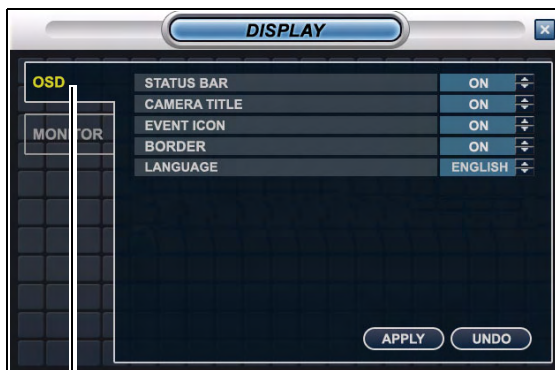 DISPLAY
OSD
MONITOR
STATUS BAR ON
CAMERA TITLE ON
EVENT ICON ON
BORDER ON
LANGUAGE ENGLISH
APPLY UNDO